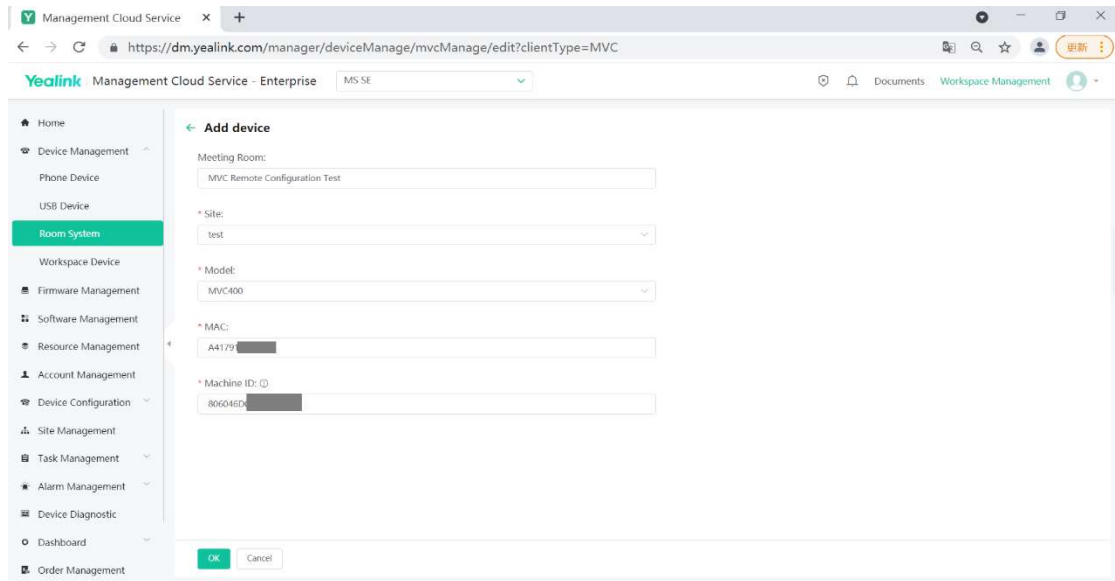 Management Cloud Service
https://dm.yealink.com/manager/deviceManage/mvcManage/edit?clientType=MVC
更新
Yealink Management Cloud Service - Enterprise MS SE
Documents Workspace Management
Home
Device Management
Phone Device
USB Device
Room System
Workspace Device
Firmware Management
Software Management
Resource Management
Account Management
Device Configuration
Site Management
Task Management
Alarm Management
Device Diagnostic
Dashboard
Order Management
Add device
Meeting Room:
MVC Remote Configuration Test
* Site:
test
* Model:
MVC400
* MAC:
A41791
* Machine ID:
806046D
OK Cancel